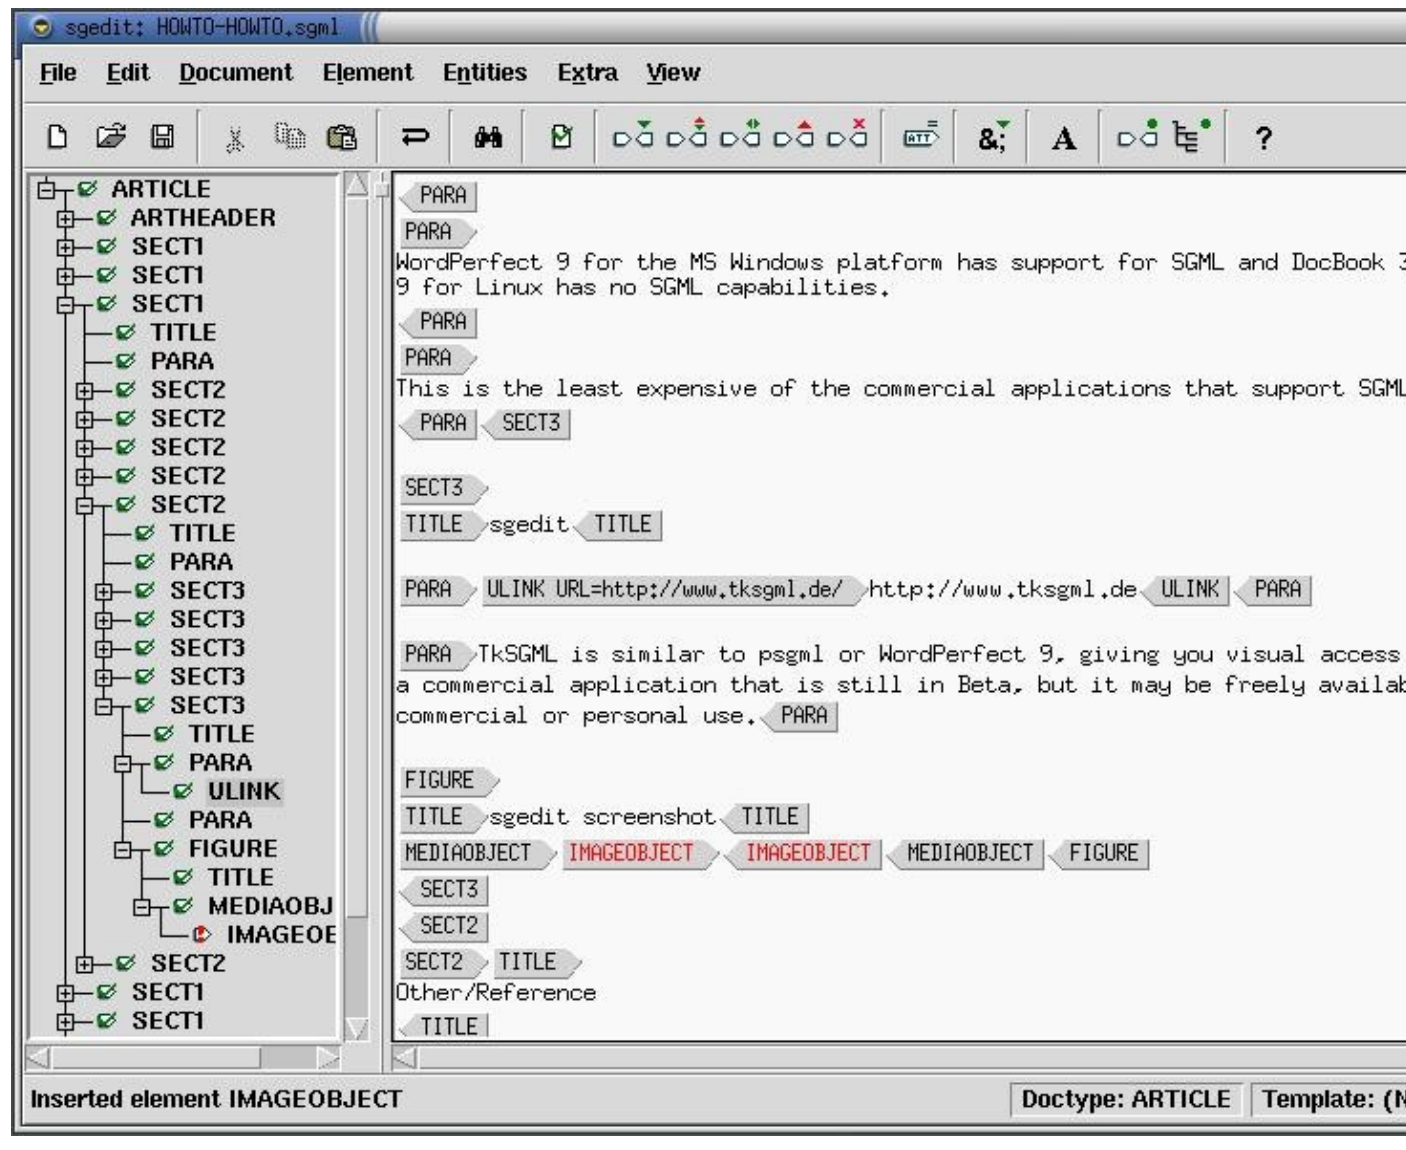 sgedit: HOWTO-HOWTO.sgml
File Edit Document Element Entities Extra View
ATT &; A ?
ARTICLE
ARTHEADER
SECT1
SECT1
SECT1
TITLE
PARA
SECT2
SECT2
SECT2
SECT2
SECT2
TITLE
PARA
SECT3
SECT3
SECT3
SECT3
SECT3
TITLE
PARA
ULINK
PARA
FIGURE
TITLE
MEDIAOBJ
IMAGEOE
SECT2
SECT1
SECT1
PARA
PARA
WordPerfect 9 for the MS Windows platform has support for SGML and DocBook 3
9 for Linux has no SGML capabilities.
PARA
PARA
This is the least expensive of the commercial applications that support SGML
PARA SECT3
SECT3
TITLE sgedit TITLE
PARA ULINK URL=http://www.tksgml.de/ http://www.tksgml.de ULINK PARA
PARA TkSGML is similar to psgml or WordPerfect 9, giving you visual access
a commercial application that is still in Beta, but it may be freely availab
commercial or personal use. PARA
FIGURE
TITLE sgedit screenshot TITLE
MEDIAOBJECT IMAGEOBJECT IMAGEOBJECT MEDIAOBJECT FIGURE
SECT3
SECT2
SECT2 TITLE
Other/Reference
TITLE
Inserted element IMAGEOBJECT Doctype: ARTICLE Template: (N